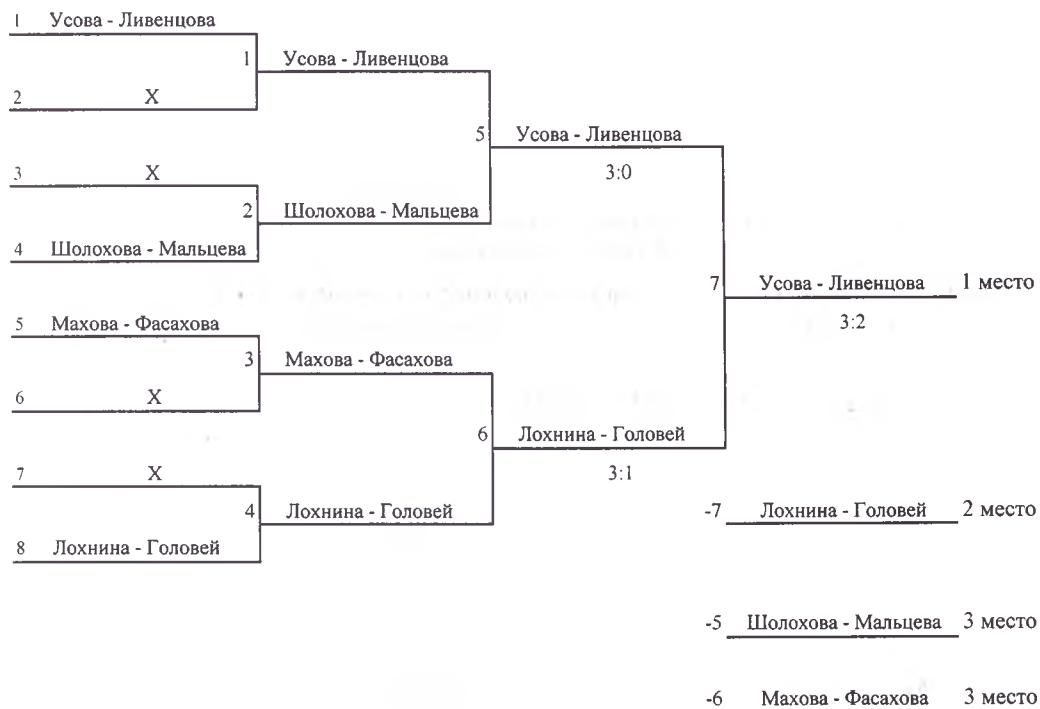 1 Усова - Ливенцова
1 Усова - Ливенцова
2 X
5 Усова - Ливенцова
3:0
3 X
2 Шолохова - Мальцева
4 Шолохова - Мальцева
7 Усова - Ливенцова 1 место
3:2
5 Махова - Фасахова
3 Махова - Фасахова
6 X
6 Лохнина - Головей
3:1
7 X
4 Лохнина - Головей
8 Лохнина - Головей
-7 Лохнина - Головей 2 место
-5 Шолохова - Мальцева 3 место
-6 Махова - Фасахова 3 место